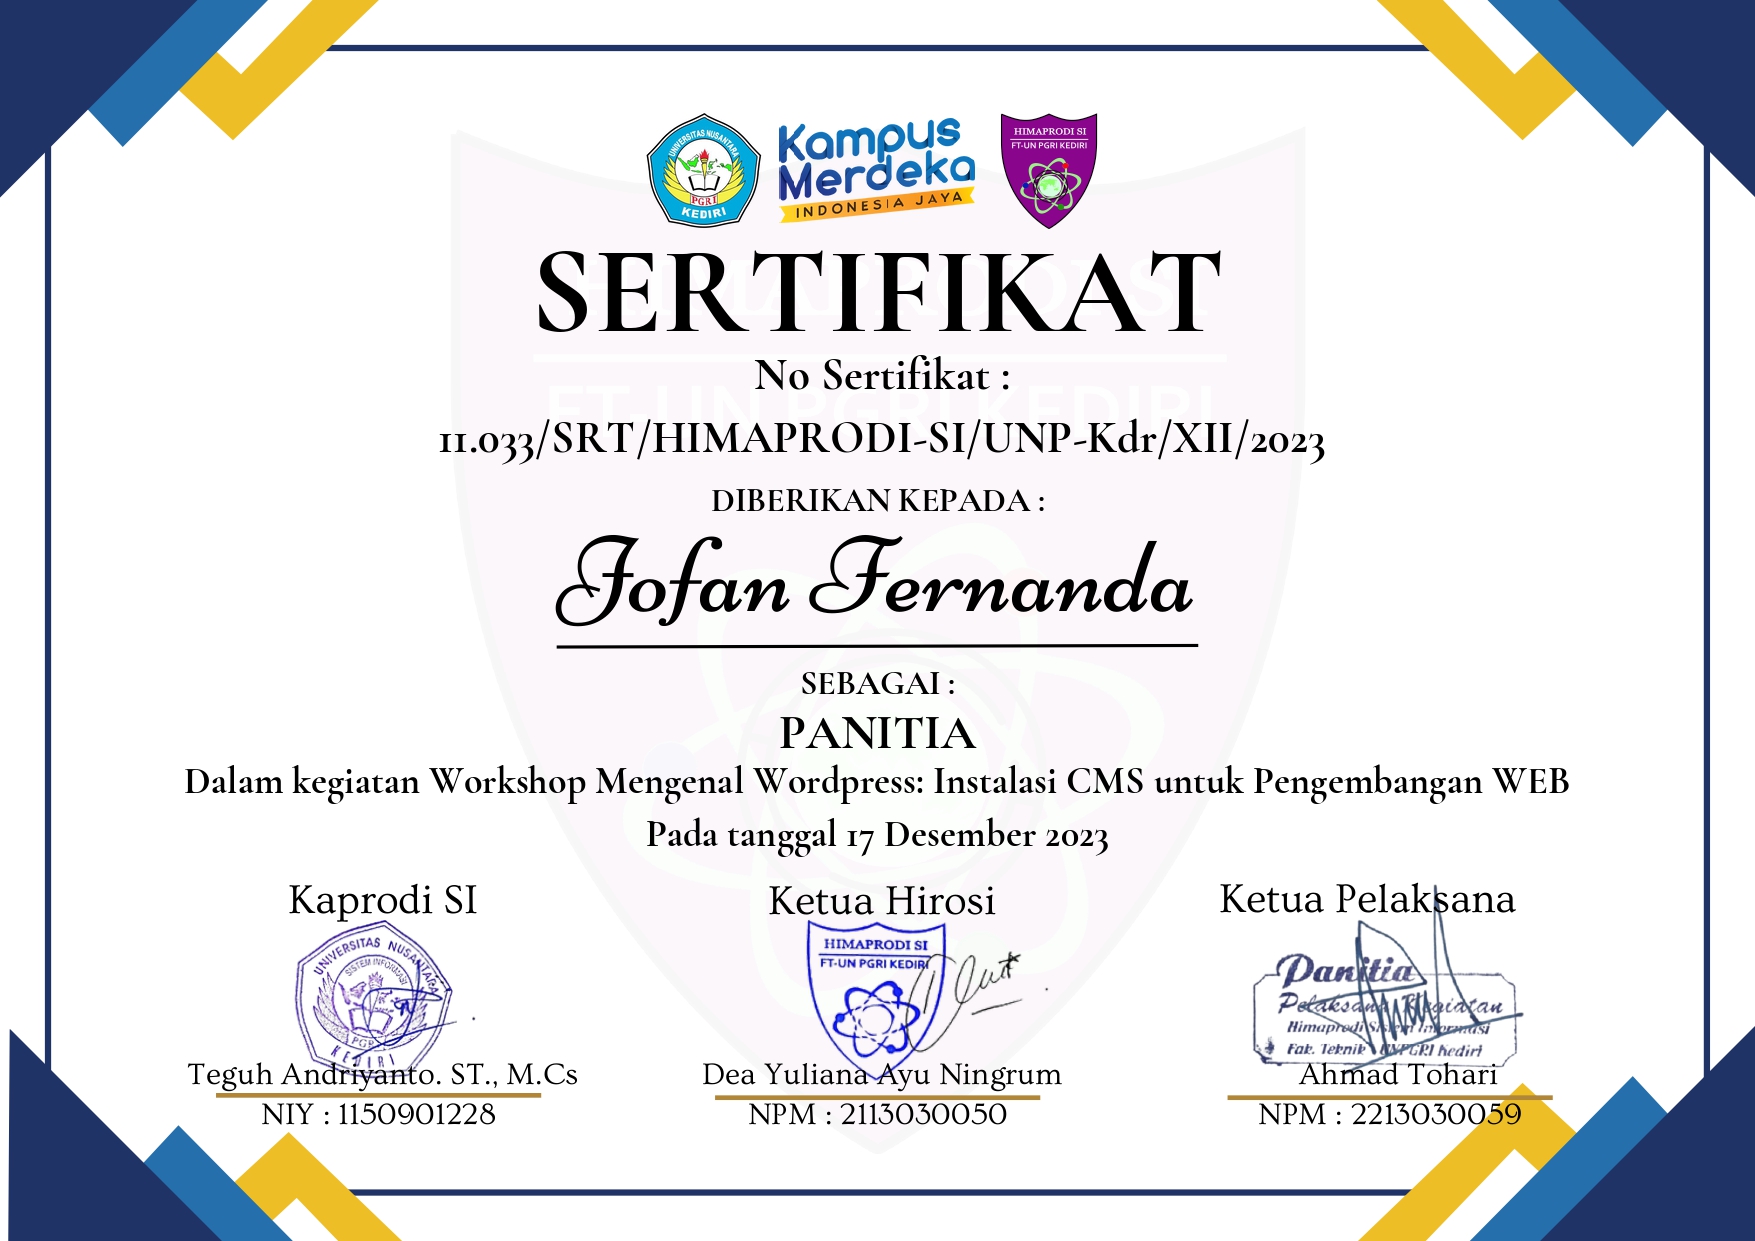 UNIVERSITAS NUSANTARA
PGRI
KEDIRI
Kampus
Merdeka
INDONESIA JAYA
HIMAPRODI SI
FT-UN PGRI KEDIRI
SERTIFIKAT
No Sertifikat :
11.033/SRT/HIMAPRODI-SI/UNP-Kdr/XII/2023
DIBERIKAN KEPADA :
Jofan Fernanda
SEBAGAI :
PANITIA
Dalam kegiatan Workshop Mengenal Wordpress: Instalasi CMS untuk Pengembangan WEB
Pada tanggal 17 Desember 2023
Kaprodi SI
Ketua Hirosi
Ketua Pelaksana
UNIVERSITAS NUSANTARA
SISTEM INFORMASI
PGRI
KEDIRI
HIMAPRODI SI
FT-UN PGRI KEDIRI
Panitia
Pelaksana Kegiatan
Himaprodi Sistem Informasi
Fak. Teknik UNPGRI Kediri
Teguh Andriyanto. ST., M.Cs
NIY : 1150901228
Dea Yuliana Ayu Ningrum
NPM : 2113030050
Ahmad Tohari
NPM : 2213030059